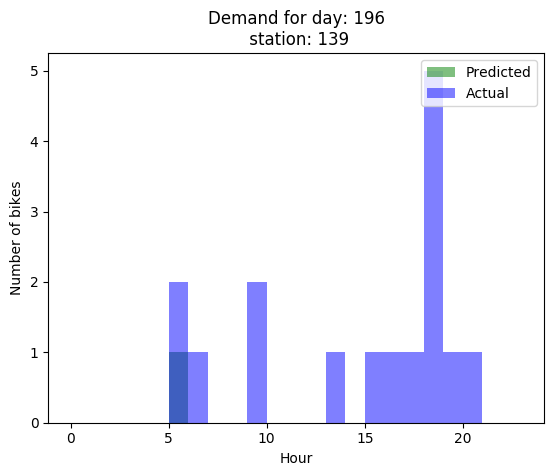 Demand for day: 196
station: 139
Predicted
Actual
Number of bikes
5
4
3
2
1
0
0 5 10 15 20
Hour